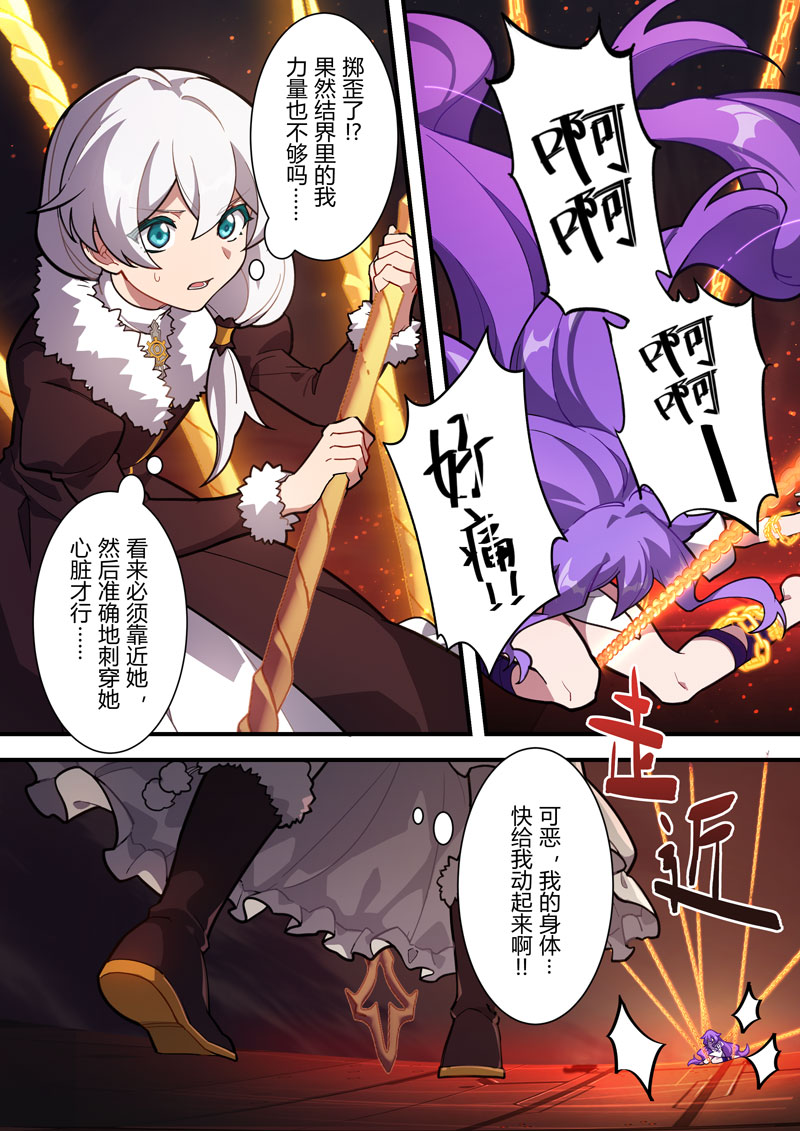 掷歪了!?
果然结界里的我
力量也不够吗……
看来必须靠近她，
然后准确地刺穿她
心脏才行……
啊啊
啊啊
啊啊
啊啊ー
好痛!!
走近
可恶，我的身体…
快给我动起来啊!!